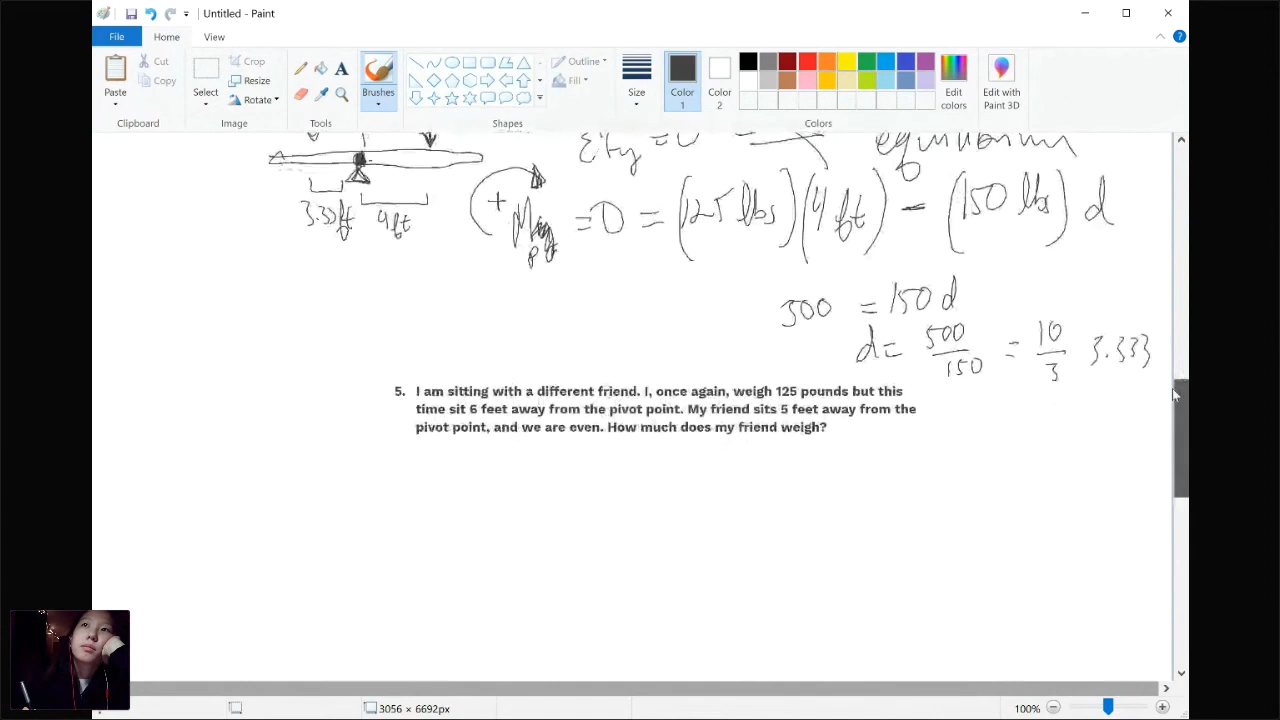 Untitled - Paint
File Home View
Paste
Cut
Copy
Clipboard
Select
Crop
Resize
Rotate
Image
Tools
Brushes
Outline
Fill
Shapes
Size
Color 1
Color 2
Edit colors
Edit with Paint 3D
Colors
= 0
equilibrium
3.33ft 4ft
+ M = 0 = (125 lbs)(4 ft) - (150 lbs) d
500 = 150 d
d = 500/150 = 10/3 3.333
5. I am sitting with a different friend. I, once again, weigh 125 pounds but this
time sit 6 feet away from the pivot point. My friend sits 5 feet away from the
pivot point, and we are even. How much does my friend weigh?
3056 × 6692px
100%